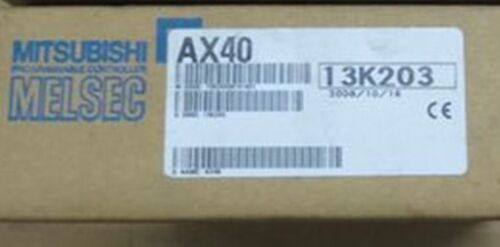 MITSUBISHI
PROGRAMMABLE CONTROLLER
MELSEC
AX40
13K203
2008/10/16
CE